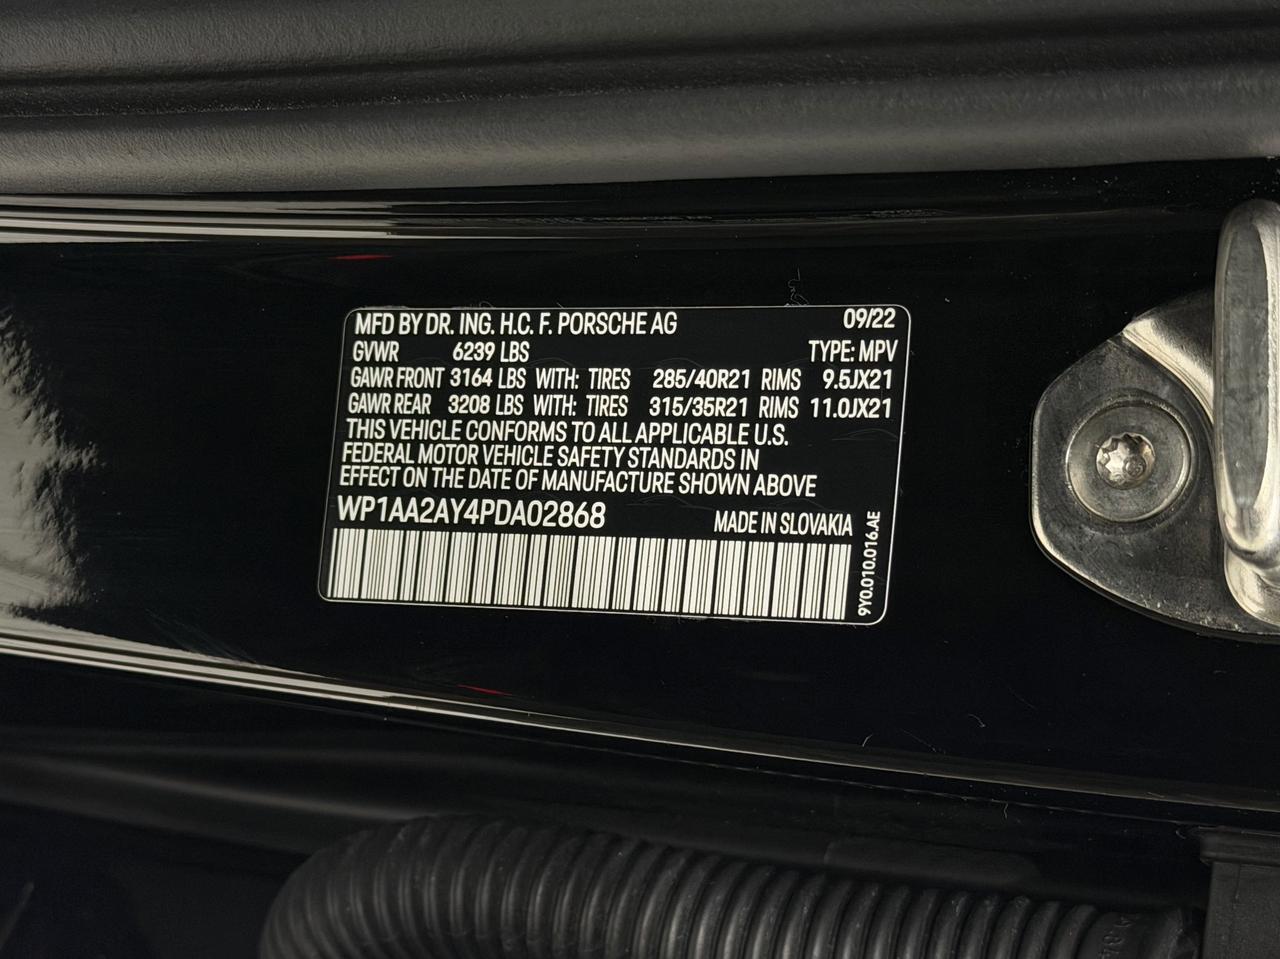 MFD BY DR. ING. H.C. F. PORSCHE AG 09/22
GVWR 6239 LBS TYPE: MPV
GAWR FRONT 3164 LBS WITH: TIRES 285/40R21 RIMS 9.5JX21
GAWR REAR 3208 LBS WITH: TIRES 315/35R21 RIMS 11.0JX21
THIS VEHICLE CONFORMS TO ALL APPLICABLE U.S.
FEDERAL MOTOR VEHICLE SAFETY STANDARDS IN
EFFECT ON THE DATE OF MANUFACTURE SHOWN ABOVE
WP1AA2AY4PDA02868 MADE IN SLOVAKIA
9Y0.010.016.AE